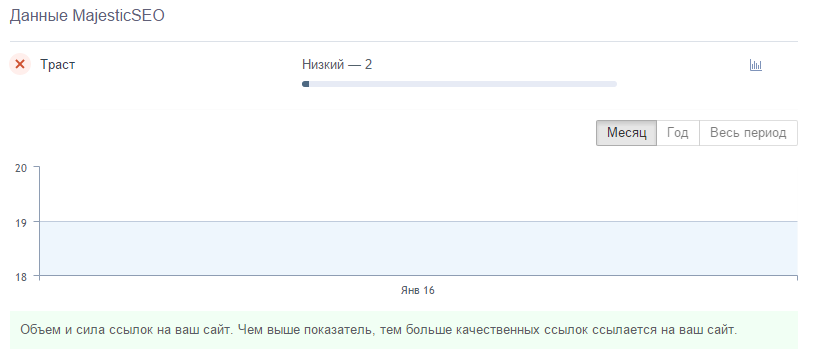 Данные MajesticSEO
Траст
Низкий — 2
Месяц Год Весь период
20
19
18
Янв 16
Объем и сила ссылок на ваш сайт. Чем выше показатель, тем больше качественных ссылок ссылается на ваш сайт.